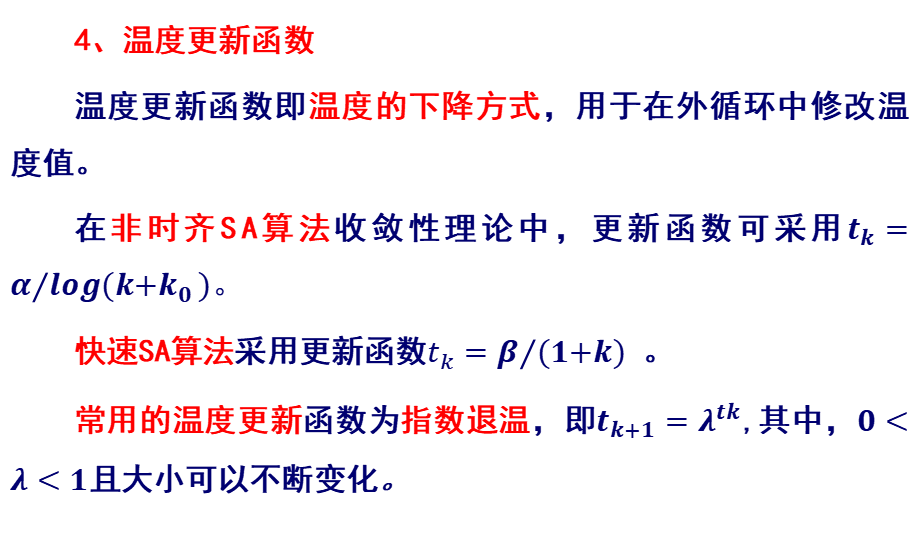 4、温度更新函数
温度更新函数即温度的下降方式，用于在外循环中修改温
度值。
在非时齐SA算法收敛性理论中，更新函数可采用tₖ =
α/log(k+k₀)。
快速SA算法采用更新函数tₖ = β/(1+k) 。
常用的温度更新函数为指数退温，即tₖ₊₁ = λᵗᵏ,其中，0 <
λ < 1且大小可以不断变化。